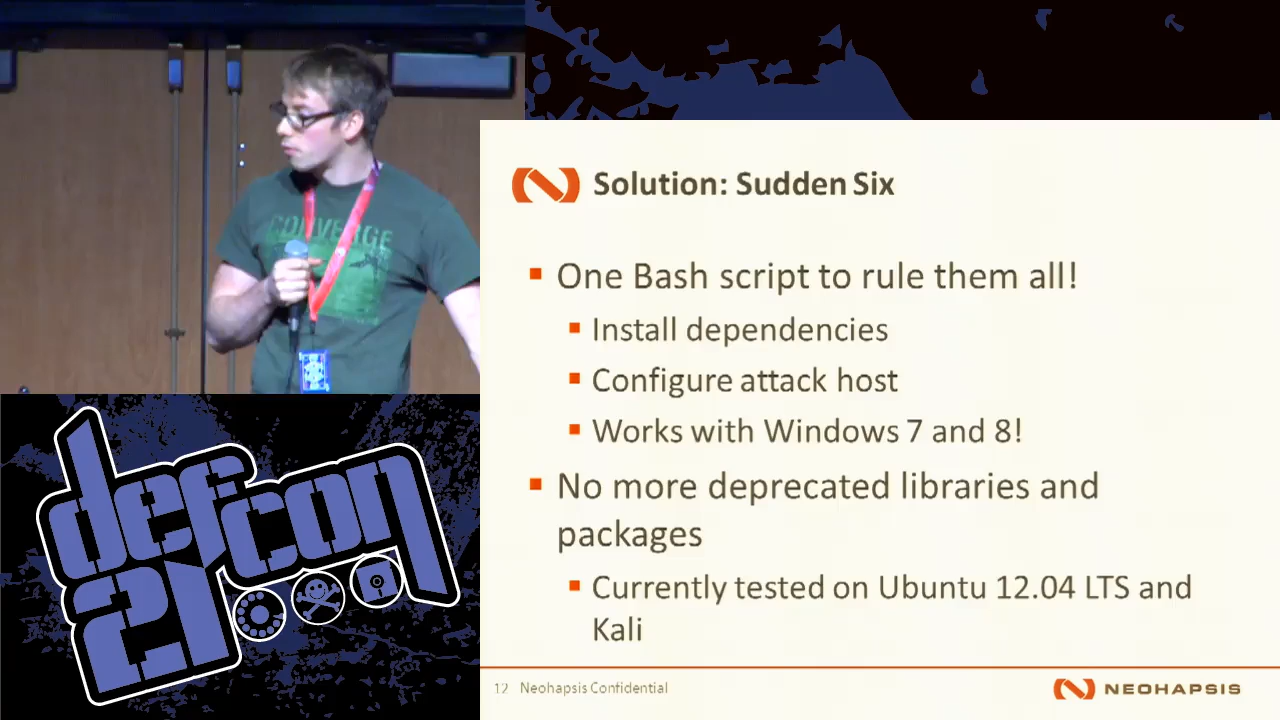 CONVERGE
defcon
21
Solution: Sudden Six
One Bash script to rule them all!
Install dependencies
Configure attack host
Works with Windows 7 and 8!
No more deprecated libraries and
packages
Currently tested on Ubuntu 12.04 LTS and
Kali
12 Neohapsis Confidential
NEOHAPSIS